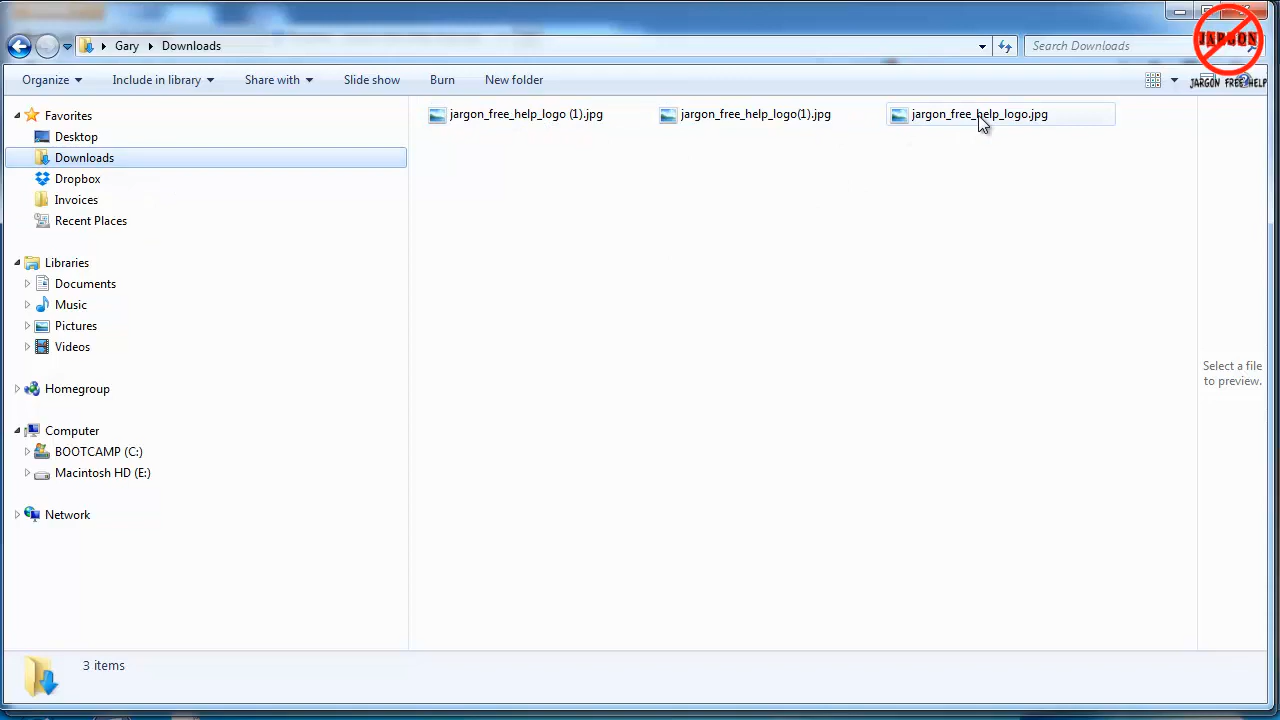 JARGON
JARGON FREE HELP
Gary Downloads
Search Downloads
Organize Include in library Share with Slide show Burn New folder
Favorites
Desktop
Downloads
Dropbox
Invoices
Recent Places
Libraries
Documents
Music
Pictures
Videos
Homegroup
Computer
BOOTCAMP (C:)
Macintosh HD (E:)
Network
jargon_free_help_logo (1).jpg
jargon_free_help_logo(1).jpg
jargon_free_help_logo.jpg
Select a file
to preview.
3 items